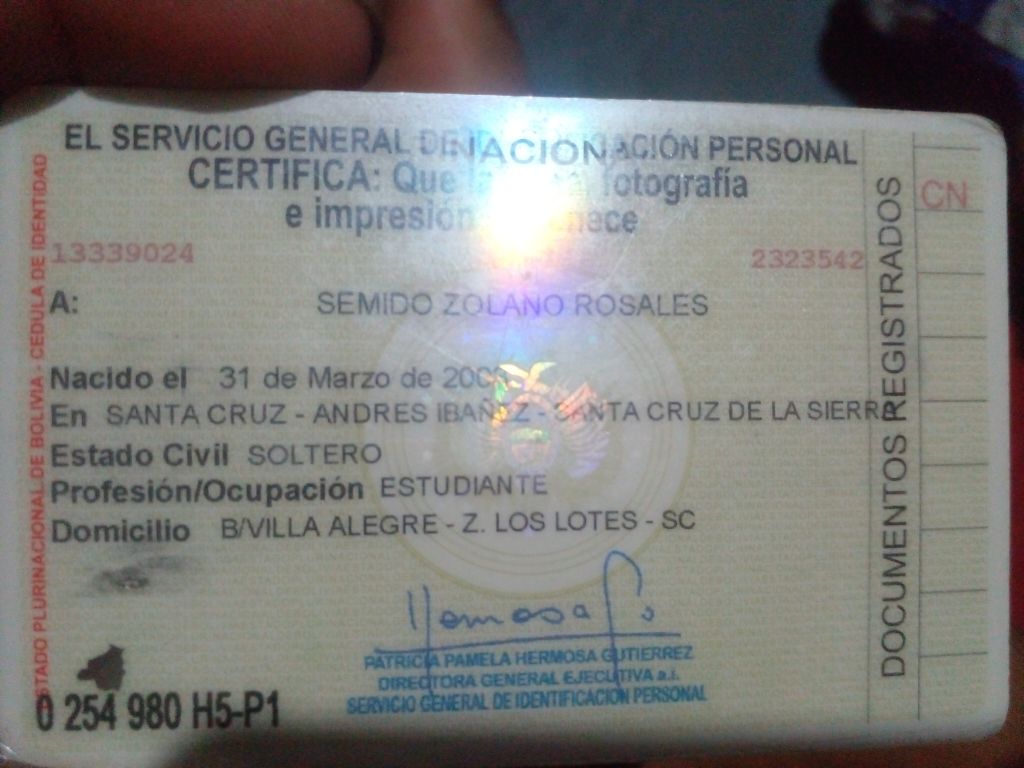 EL SERVICIO GENERAL DE PERSONAL
CERTIFICA: Que fotografía
e impresión
13339024 2323542
A: SEMIDO ZOLANO ROSALES
Nacido el 31 de Marzo de
En SANTA CRUZ - ANDRES IBAÑEZ - SANTA CRUZ DE LA SIERRA
Estado Civil SOLTERO
Profesión/Ocupación ESTUDIANTE
Domicilio B/VILLA ALEGRE - Z. LOS LOTES - SC
PATRICIA PAMELA HERMOSA GUTIERREZ
DIRECTORA GENERAL EJECUTIVA a.i.
SERVICIO GENERAL DE IDENTIFICACION PERSONAL
0 254 980 H5-P1
ESTADO PLURINACIONAL DE BOLIVIA - CEDULA DE IDENTIDAD
DOCUMENTOS REGISTRADOS
CN